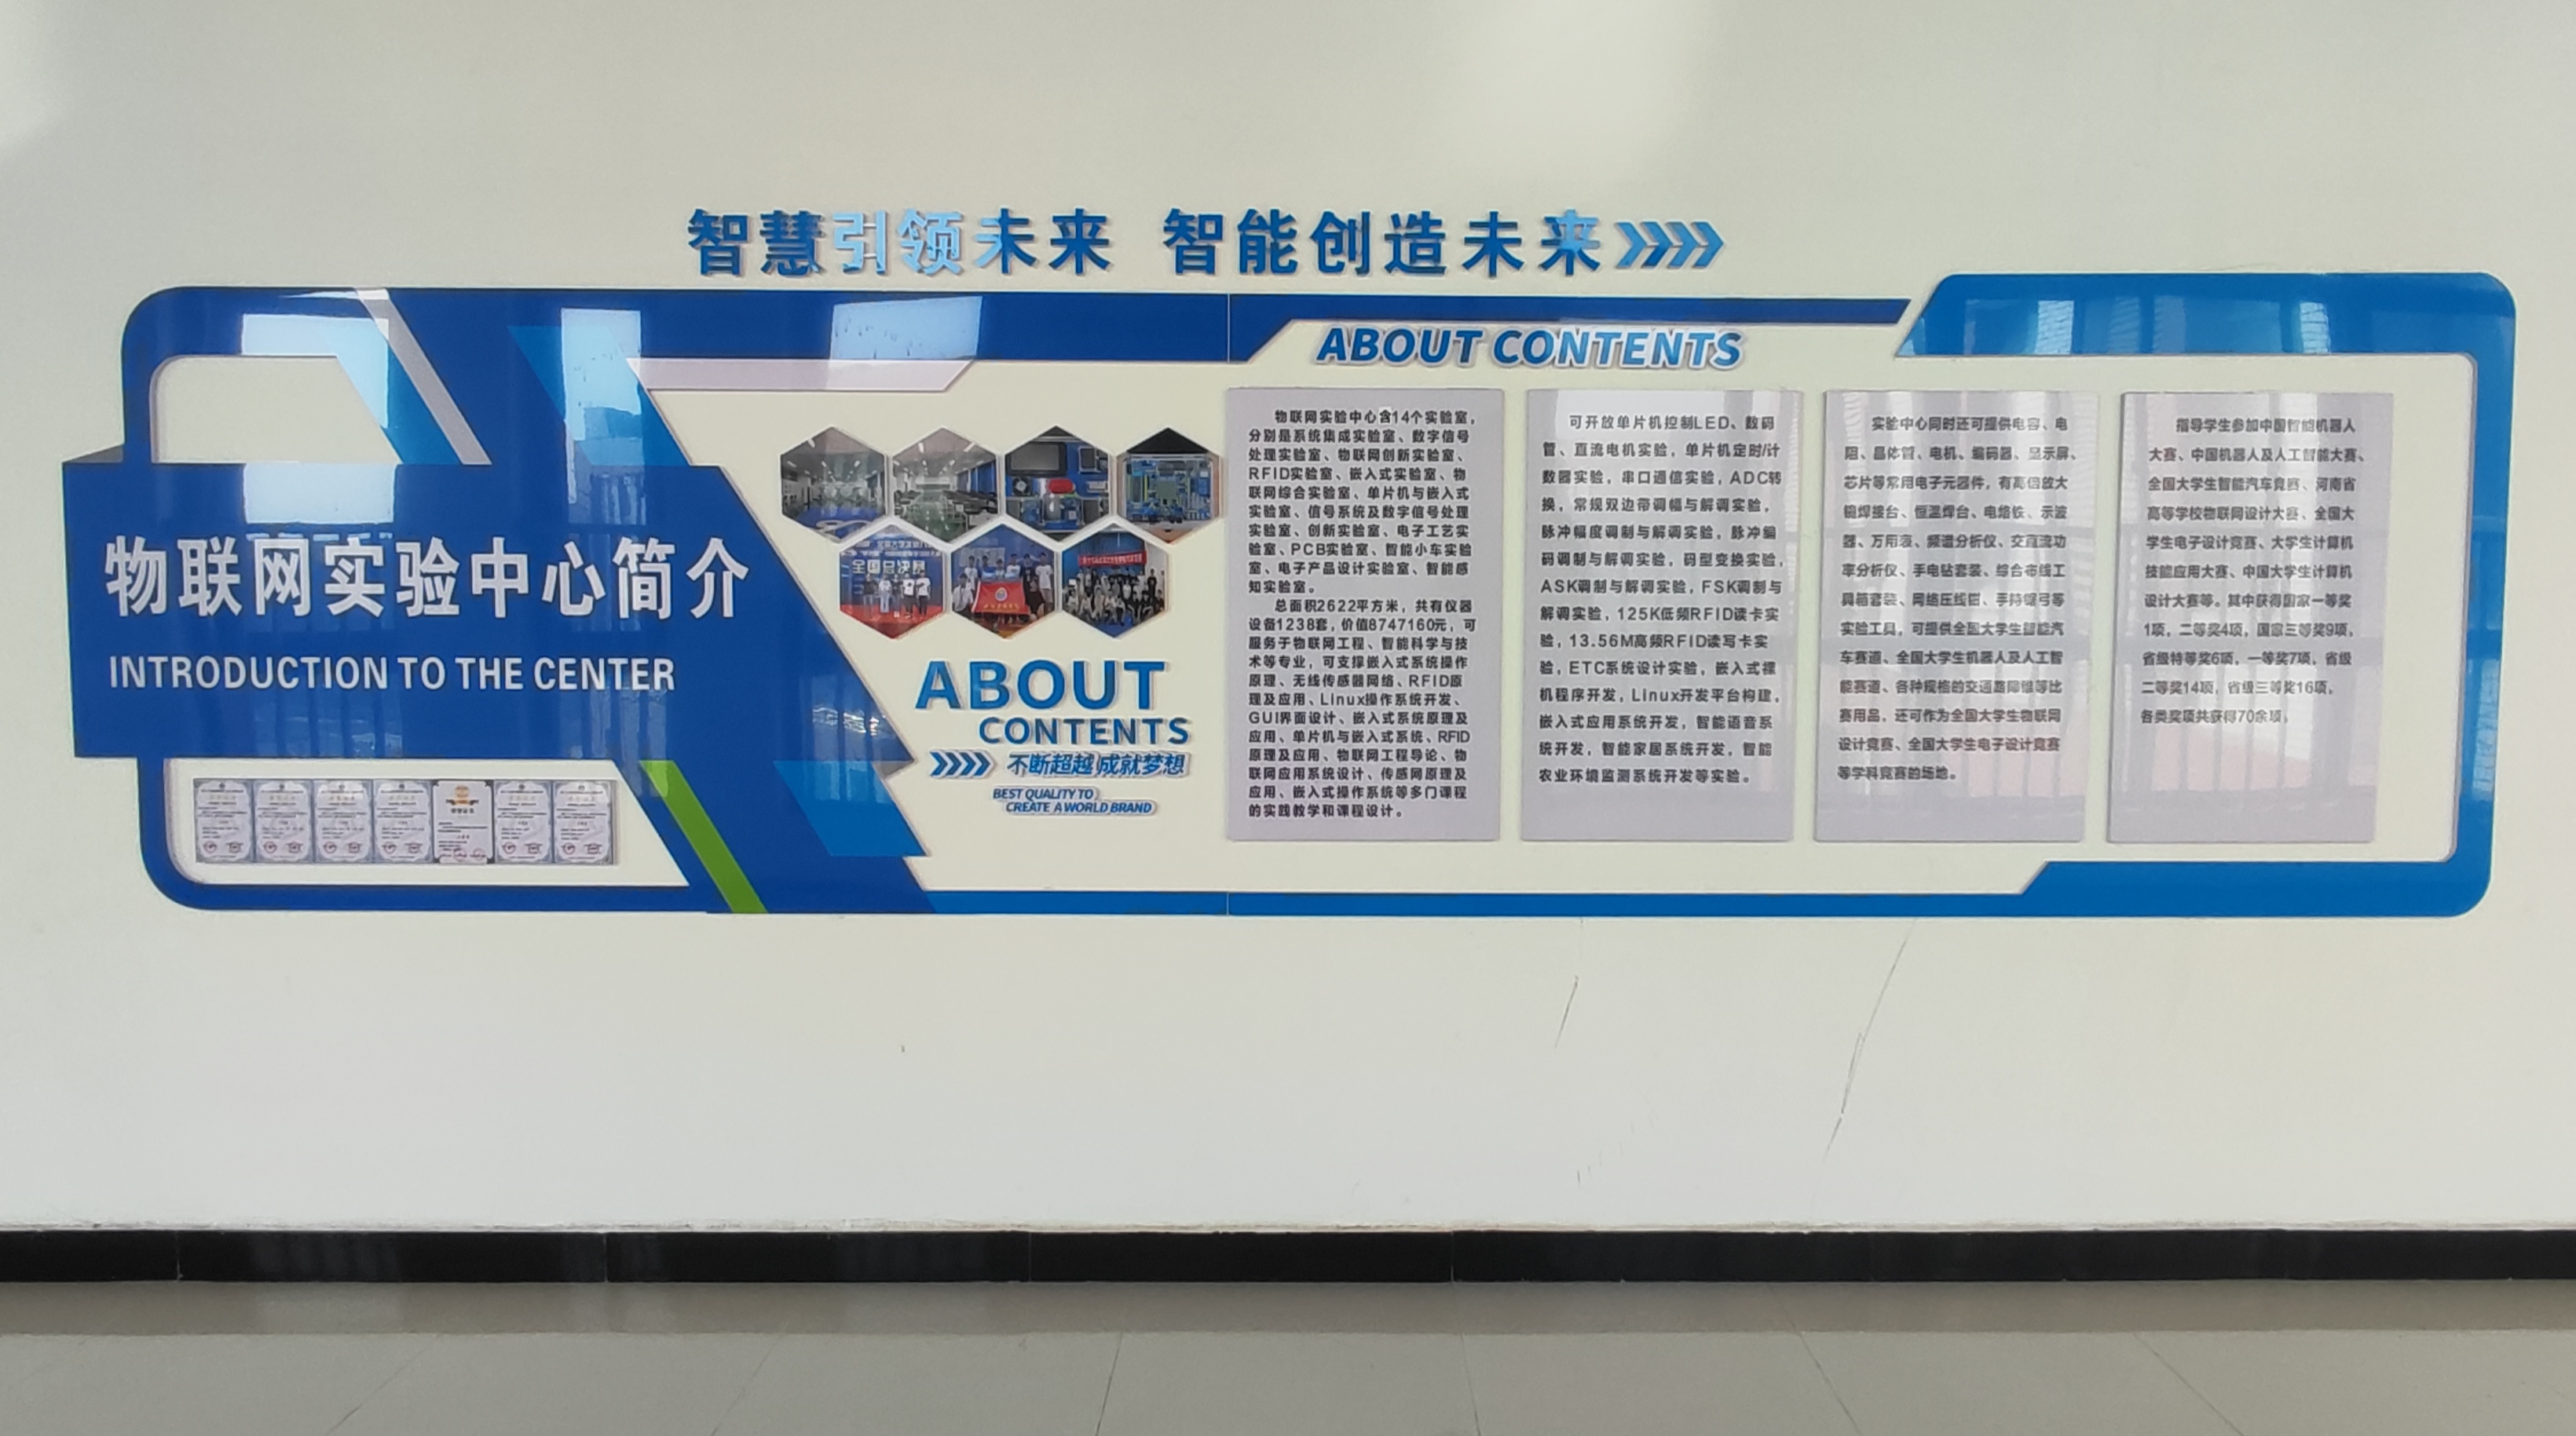 智慧引领未来 智能创造未来
ABOUT CONTENTS
物联网实验中心简介
INTRODUCTION TO THE CENTER
全国总决赛
ABOUT
CONTENTS
不断超越 成就梦想
BEST QUALITY TO
CREATE A WORLD BRAND
物联网实验中心含14个实验室，
分别是系统集成实验室、数字信号
处理实验室、物联网创新实验室、
RFID实验室、嵌入式实验室、物
联网综合实验室、单片机与嵌入式
实验室、信号系统及数字信号处理
实验室、创新实验室、电子工艺实
验室、PCB实验室、智能小车实验
室、电子产品设计实验室、智能感
知实验室。
总面积2622平方米，共有仪器
设备1238套，价值8747160元，可
服务于物联网工程、智能科学与技
术等专业，可支撑嵌入式系统操作
原理、无线传感器网络、RFID原
理及应用、Linux操作系统开发、
GUI界面设计、嵌入式系统原理及
应用、单片机与嵌入式系统、RFID
原理及应用、物联网工程导论、物
联网应用系统设计、传感网原理及
应用、嵌入式操作系统等多门课程
的实践教学和课程设计。
可开放单片机控制LED、数码
管、直流电机实验，单片机定时/计
数器实验，串口通信实验，ADC转
换，常规双边带调幅与解调实验，
脉冲幅度调制与解调实验，脉冲编
码调制与解调实验，码型变换实验，
ASK调制与解调实验，FSK调制与
解调实验，125K低频RFID读卡实
验，13.56M高频RFID读写卡实
验，ETC系统设计实验，嵌入式裸
机程序开发，Linux开发平台构建，
嵌入式应用系统开发，智能语音系
统开发，智能家居系统开发，智能
农业环境监测系统开发等实验。
实验中心同时还可提供电容、电
阻、晶体管、电机、编码器、显示屏、
芯片等常用电子元器件，有高倍放大
镜焊接台、恒温焊台、电烙铁、示波
器、万用表、频谱分析仪、交直流功
率分析仪、手电钻套装、综合布线工
具箱套装、网络压线钳、手持锯弓等
实验工具，可提供全国大学生智能汽
车赛道、全国大学生机器人及人工智
能赛道、各种规格的交通路障锥等比
赛用品，还可作为全国大学生物联网
设计竞赛、全国大学生电子设计竞赛
等学科竞赛的场地。
指导学生参加中国智能机器人
大赛、中国机器人及人工智能大赛、
全国大学生智能汽车竞赛、河南省
高等学校物联网设计大赛、全国大
学生电子设计竞赛、大学生计算机
技能应用大赛、中国大学生计算机
设计大赛等。其中获得国家一等奖
1项，二等奖4项，国家三等奖9项，
省级特等奖6项，一等奖7项，省级
二等奖14项，省级三等奖16项，
各类奖项共获得70余项。